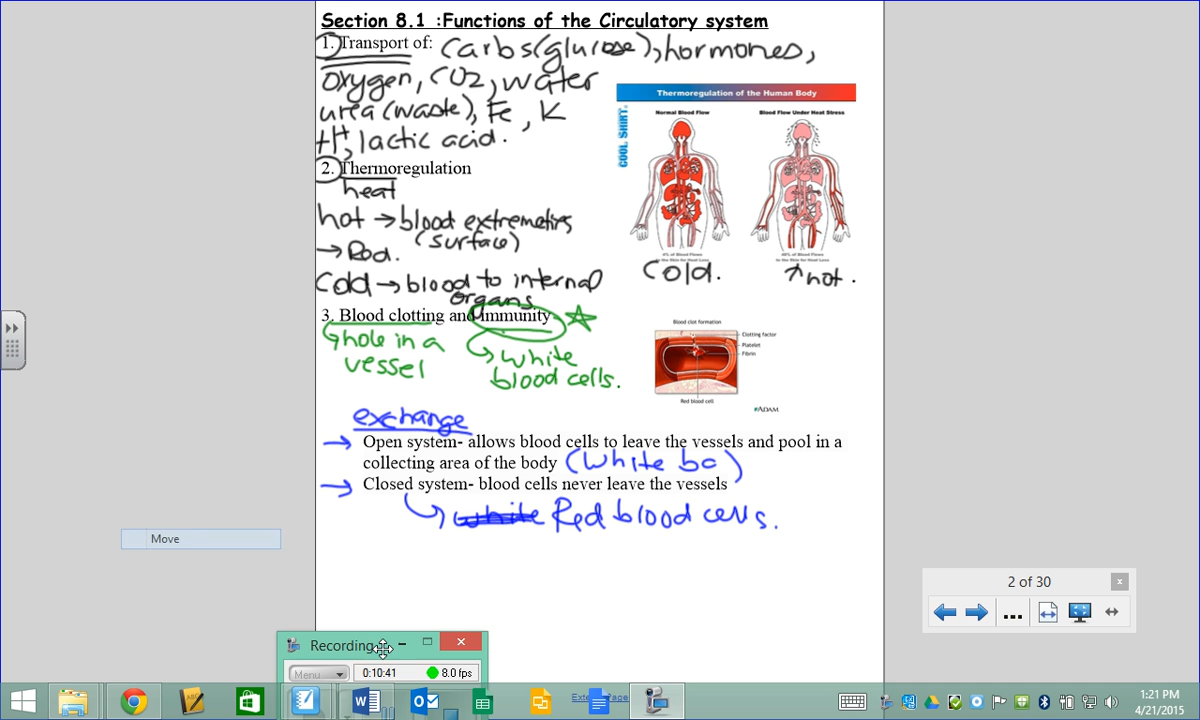 Section 8.1 :Functions of the Circulatory system
1. Transport of: Carbs(glucose), hormones,
oxygen, CO2, water
urea (waste), Fe, K
H+, lactic acid.
2. Thermoregulation
heat
hot → blood extremetirs
(surface)
→ Red.
Cold → blood to internal
organs
Thermoregulation of the Human Body
COOL SHIRT.
Normal Blood Flow
Blood Flow Under Heat Stress
Cold.
hot.
3. Blood clotting and immunity
hole in a
vessel
white
blood cells.
Blood clot formation
Clotting factor
Platelet
Fibrin
Red blood cell
ADAM
exchange
→ Open system- allows blood cells to leave the vessels and pool in a
collecting area of the body (White bc)
→ Closed system- blood cells never leave the vessels
white Red blood cells.
Move
2 of 30
Recording
Menu
0:10:41
8.0 fps
1:21 PM
4/21/2015